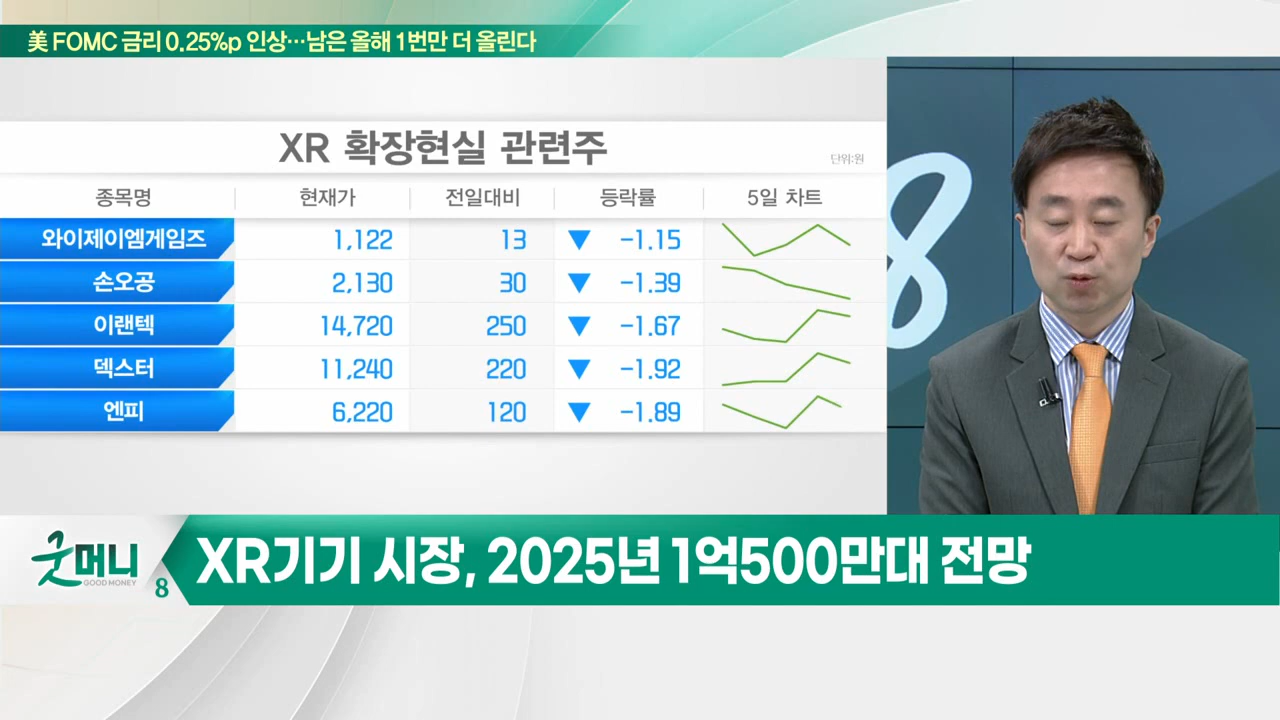 美 FOMC 금리 0.25%p 인상…남은 올해 1번만 더 올린다
XR 확장현실 관련주
단위:원
종목명 현재가 전일대비 등락률 5일 차트
와이제이엠게임즈 1,122 13 ▼ -1.15
손오공 2,130 30 ▼ -1.39
이랜텍 14,720 250 ▼ -1.67
덱스터 11,240 220 ▼ -1.92
엔피 6,220 120 ▼ -1.89
8
굿머니
GOOD MONEY
8
XR기기 시장, 2025년 1억500만대 전망